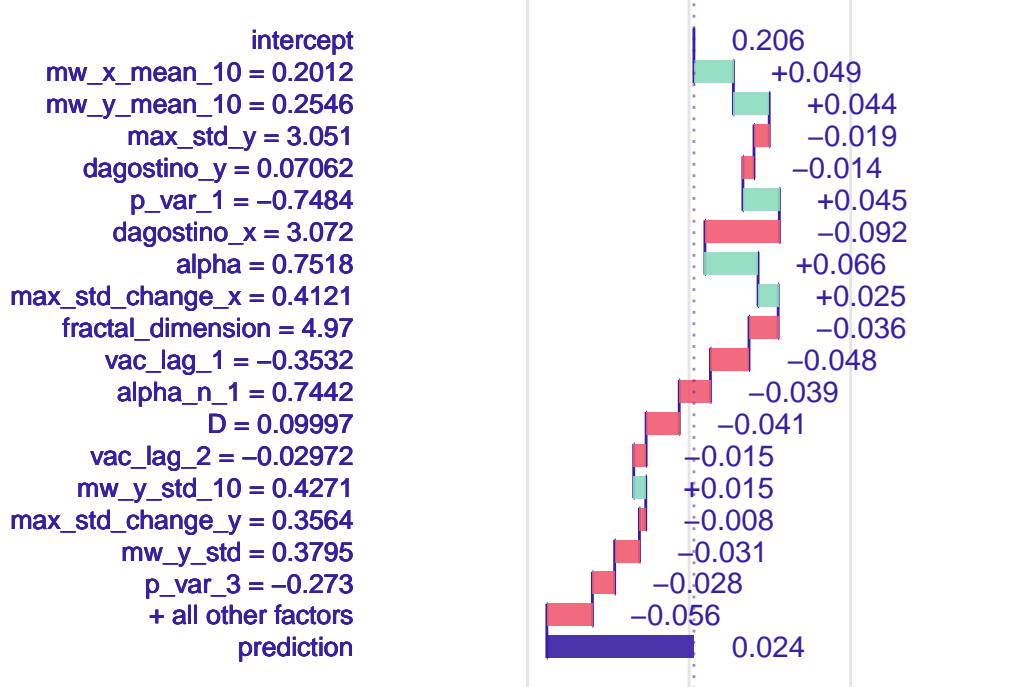 intercept 0.206
mw_x_mean_10 = 0.2012 +0.049
mw_y_mean_10 = 0.2546 +0.044
max_std_y = 3.051 −0.019
dagostino_y = 0.07062 −0.014
p_var_1 = −0.7484 +0.045
dagostino_x = 3.072 −0.092
alpha = 0.7518 +0.066
max_std_change_x = 0.4121 +0.025
fractal_dimension = 4.97 −0.036
vac_lag_1 = −0.3532 −0.048
alpha_n_1 = 0.7442 −0.039
D = 0.09997 −0.041
vac_lag_2 = −0.02972 −0.015
mw_y_std_10 = 0.4271 +0.015
max_std_change_y = 0.3564 −0.008
mw_y_std = 0.3795 −0.031
p_var_3 = −0.273 −0.028
+ all other factors −0.056
prediction 0.024